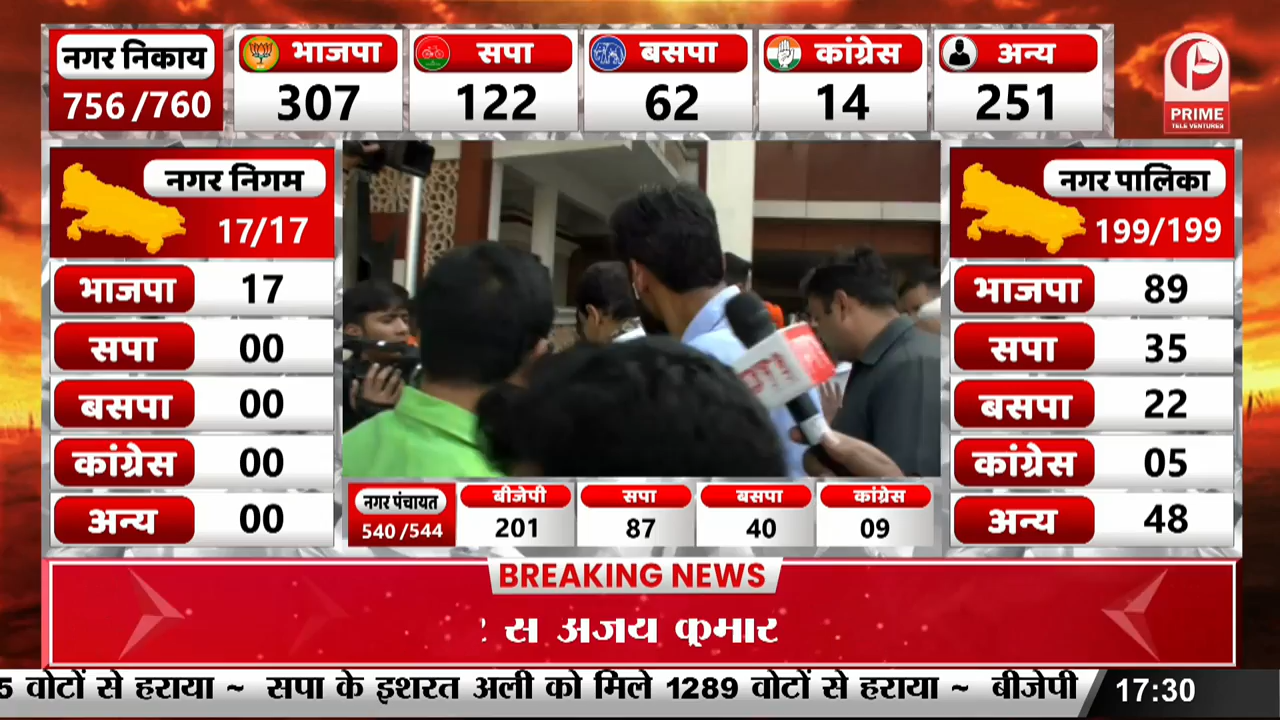 नगर निकाय
756 /760
भाजपा
307
सपा
122
बसपा
62
कांग्रेस
14
अन्य
251
PRIME
TELE VENTURES
नगर निगम
17/17
भाजपा 17
सपा 00
बसपा 00
कांग्रेस 00
अन्य 00
नगर पालिका
199/199
भाजपा 89
सपा 35
बसपा 22
कांग्रेस 05
अन्य 48
नगर पंचायत
540 /544
बीजेपी
201
सपा
87
बसपा
40
कांग्रेस
09
BREAKING NEWS
अजय कुमार
5 वोटों से हराया ~ सपा के इशरत अली को मिले 1289 वोटों से हराया ~ बीजेपी
17:30